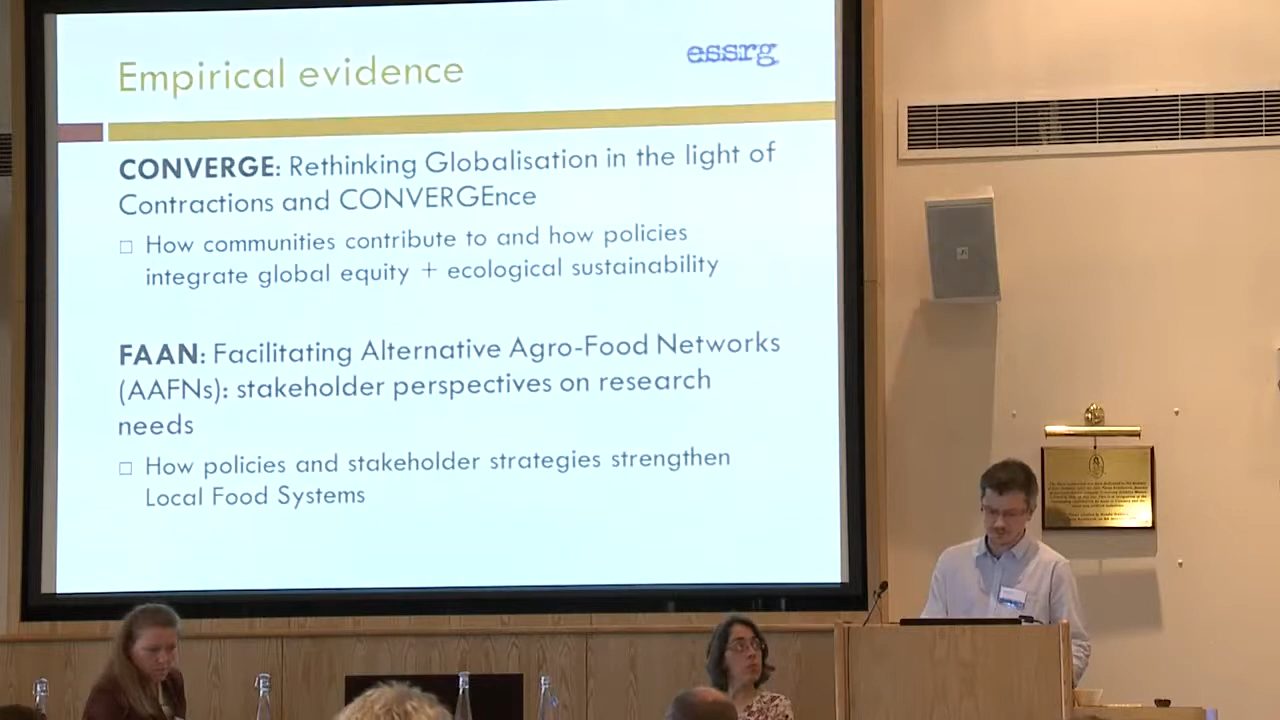 Empirical evidence
essrg
CONVERGE: Rethinking Globalisation in the light of
Contractions and CONVERGEnce
□ How communities contribute to and how policies
integrate global equity + ecological sustainability
FAAN: Facilitating Alternative Agro-Food Networks
(AAFNs): stakeholder perspectives on research
needs
□ How policies and stakeholder strategies strengthen
Local Food Systems